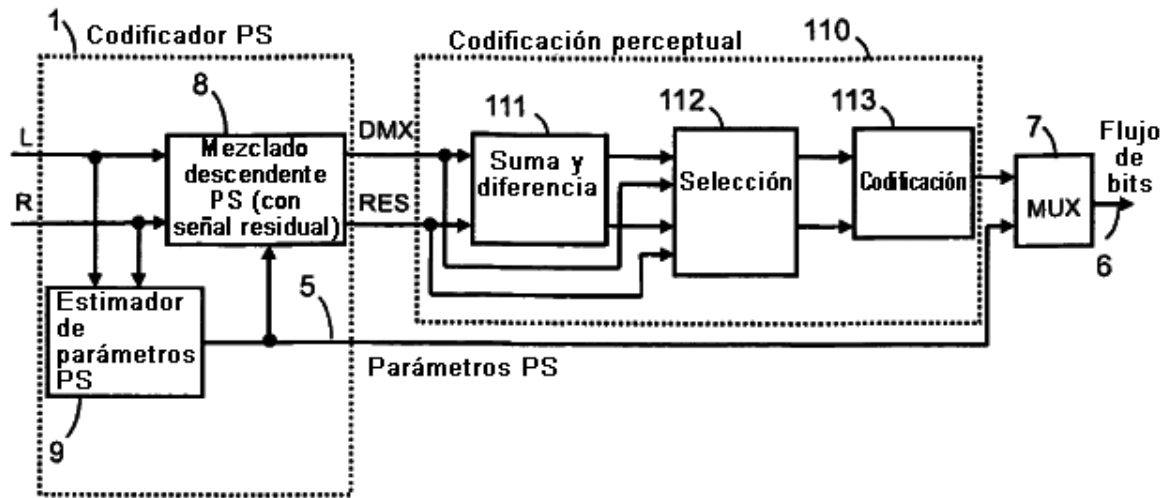 1
Codificador PS
Codificación perceptual
110
L
R
8
Mezclado
descendente
PS (con
señal residual)
DMX
RES
111
Suma y
diferencia
112
Selección
113
Codificación
7
MUX
Flujo
de
bits
6
Estimador
de
parámetros
PS
9
5
Parámetros PS